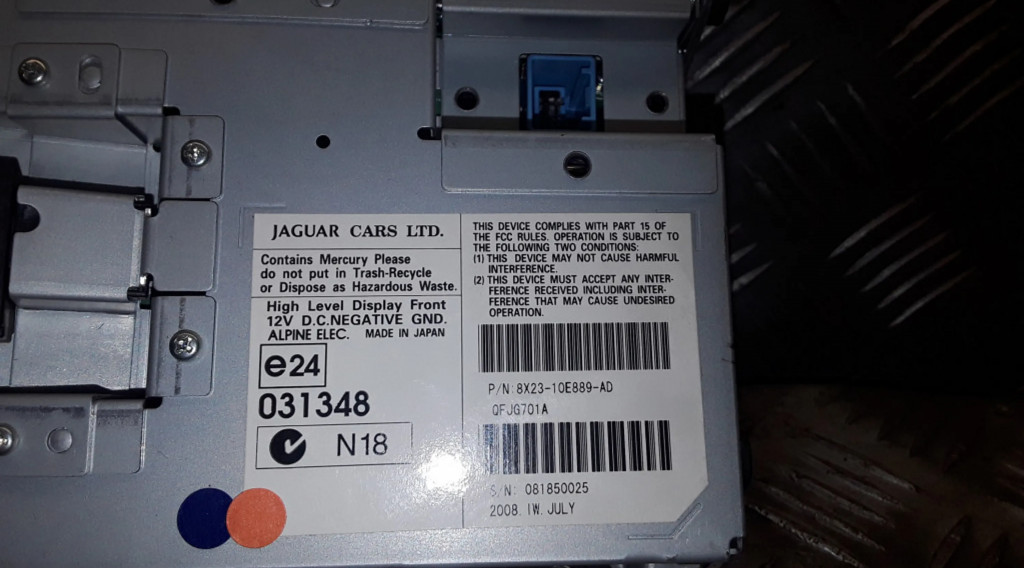 JAGUAR CARS LTD.
Contains Mercury Please
do not put in Trash-Recycle
or Dispose as Hazardous Waste.
High Level Display Front
12V D.C.NEGATIVE GND.
ALPINE ELEC. MADE IN JAPAN
e24
031348
N18
THIS DEVICE COMPLIES WITH PART 15 OF
THE FCC RULES. OPERATION IS SUBJECT TO
THE FOLLOWING TWO CONDITIONS:
(1) THIS DEVICE MAY NOT CAUSE HARMFUL
INTERFERENCE.
(2) THIS DEVICE MUST ACCEPT ANY INTER-
FERENCE RECEIVED INCLUDING INTER-
FERENCE THAT MAY CAUSE UNDESIRED
OPERATION.
P/N:8X23-10E889-AD
QFJG701A
S/N: 081850025
2008. 1W. JULY